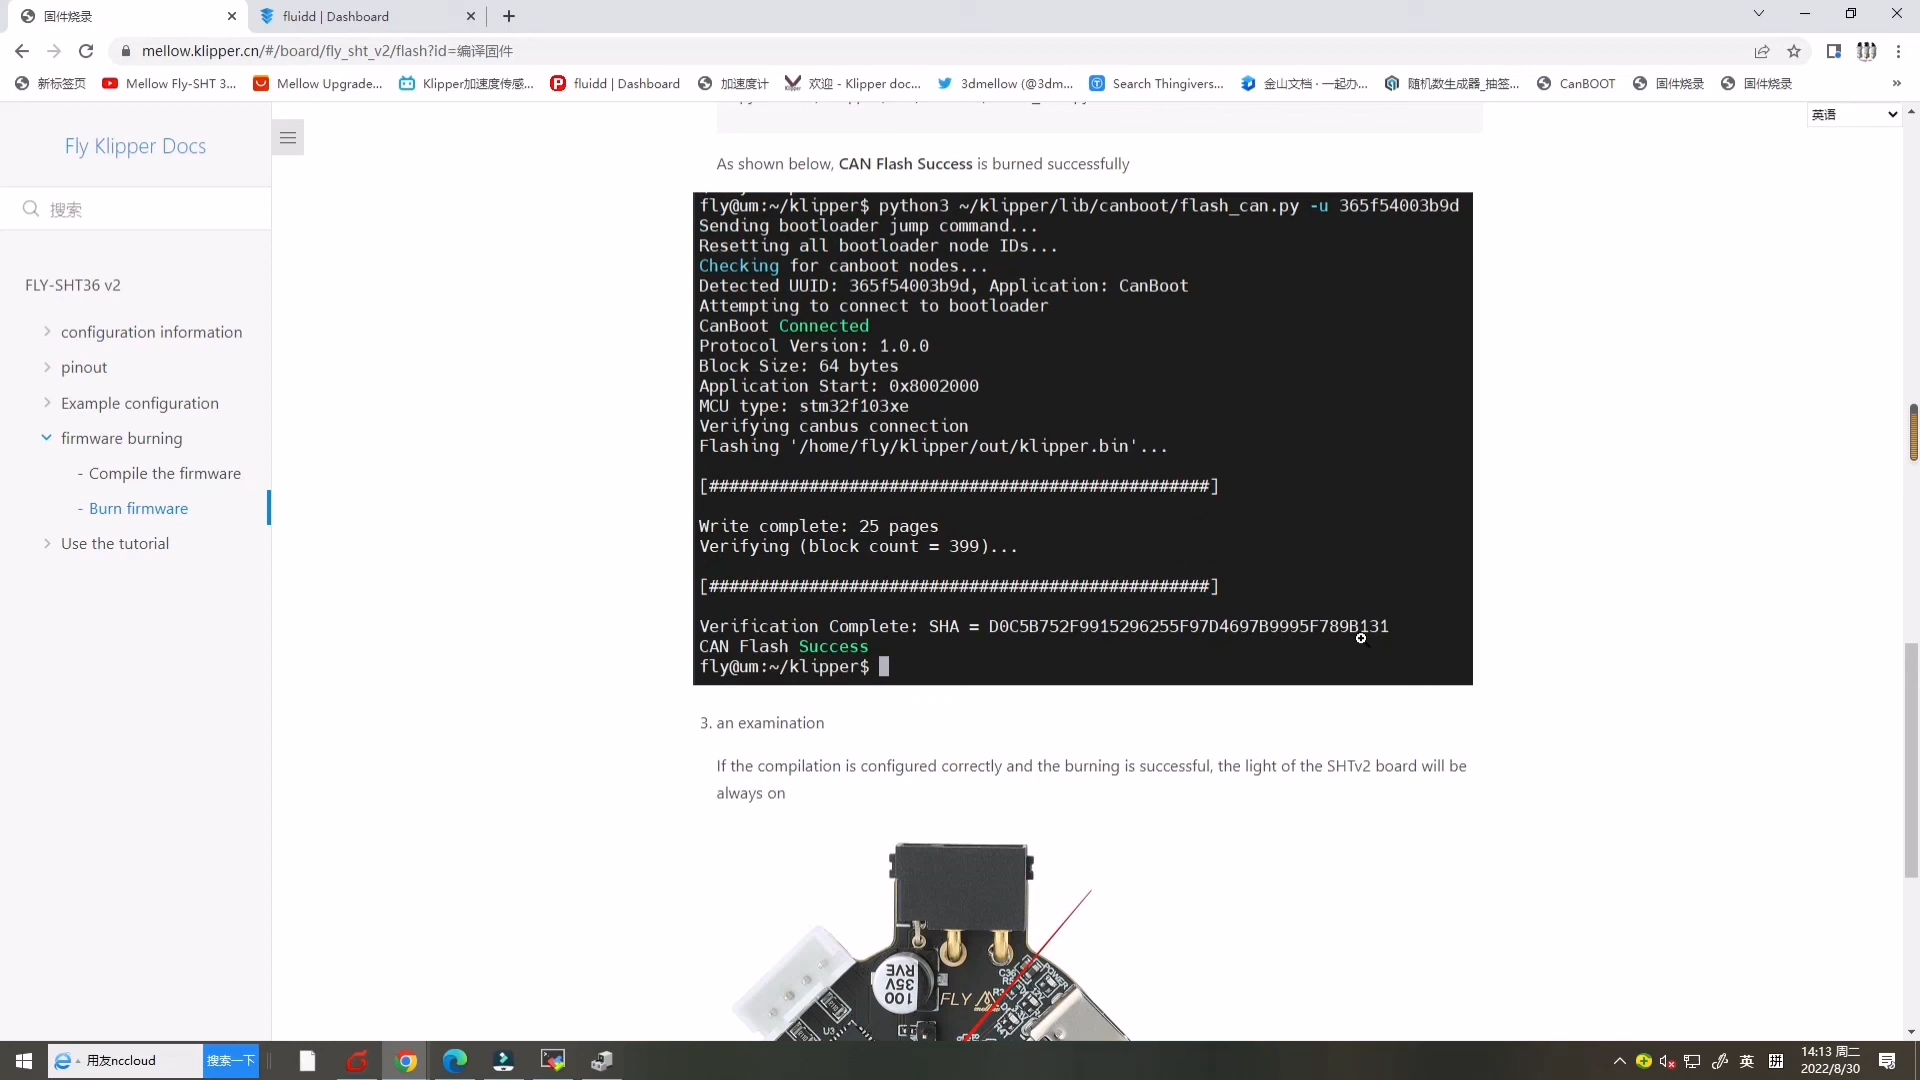 固件烧录
fluidd | Dashboard
mellow.klipper.cn/#/board/fly_sht_v2/flash?id=编译固件
新标签页
Mellow Fly-SHT 3...
Mellow Upgrade...
Klipper加速度传感...
fluidd | Dashboard
加速度计
欢迎 - Klipper doc...
3dmellow (@3dm...
Search Thingivers...
金山文档 · 一起办...
随机数生成器_抽签...
CanBOOT
固件烧录
固件烧录
»
英语
Fly Klipper Docs
搜索
FLY-SHT36 v2
configuration information
pinout
Example configuration
firmware burning
- Compile the firmware
- Burn firmware
Use the tutorial
As shown below, CAN Flash Success is burned successfully
fly@um:~/klipper$ python3 ~/klipper/lib/canboot/flash_can.py -u 365f54003b9d
Sending bootloader jump command...
Resetting all bootloader node IDs...
Checking for canboot nodes...
Detected UUID: 365f54003b9d, Application: CanBoot
Attempting to connect to bootloader
CanBoot Connected
Protocol Version: 1.0.0
Block Size: 64 bytes
Application Start: 0x8002000
MCU type: stm32f103xe
Verifying canbus connection
Flashing '/home/fly/klipper/out/klipper.bin'...
[##################################################]
Write complete: 25 pages
Verifying (block count = 399)...
[##################################################]
Verification Complete: SHA = D0C5B752F9915296255F97D4697B9995F789B131
CAN Flash Success
fly@um:~/klipper$
3. an examination
If the compilation is configured correctly and the burning is successful, the light of the SHTv2 board will be
always on
100
35V
RVE
FLY
mellow
POWER
C36
U3
用友nccloud
搜索一下
英
14:13 周二
2022/8/30